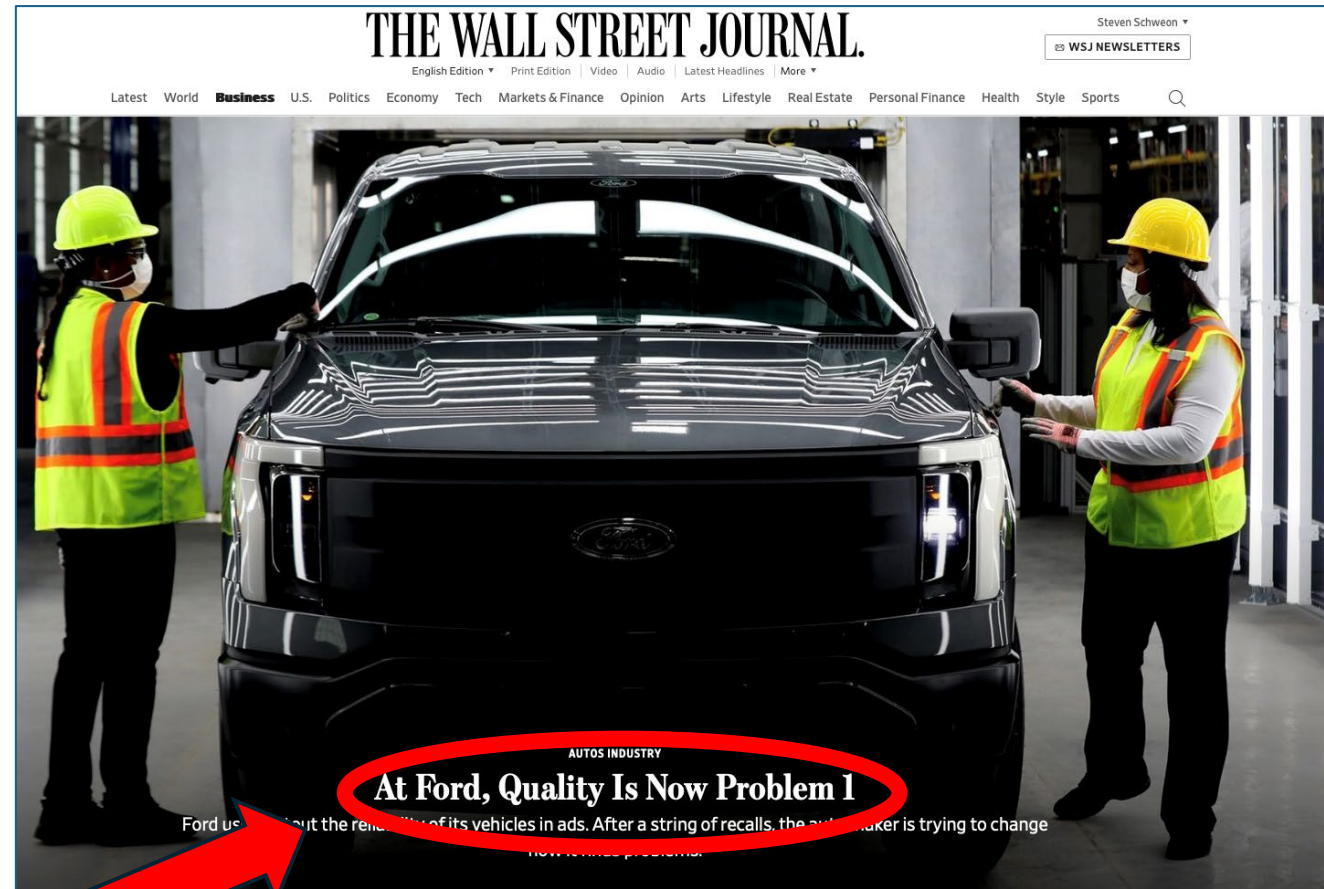 THE WALL STREET JOURNAL.
Steven Schweon
WSJ NEWSLETTERS
English Edition Print Edition Video Audio Latest Headlines More
Latest World Business U.S. Politics Economy Tech Markets & Finance Opinion Arts Lifestyle Real Estate Personal Finance Health Style Sports
Ford
Ford
AUTOS INDUSTRY
At Ford, Quality Is Now Problem 1
Ford the of its vehicles in ads. After a string of recalls, the is trying to change